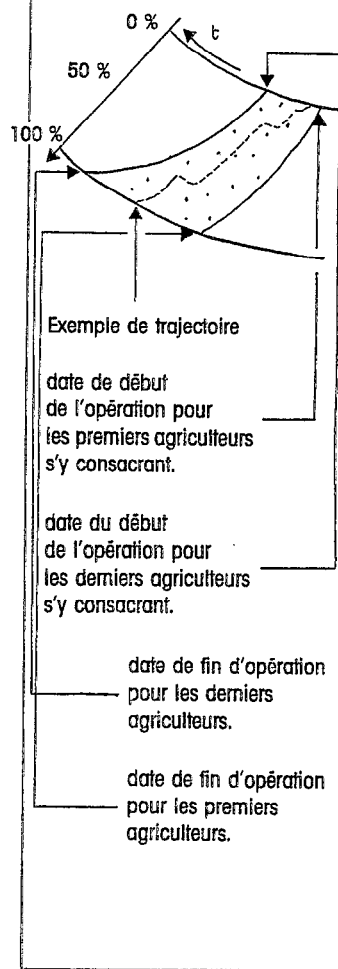 0 %
t
50 %
100 %
Exemple de trajectoire
date de début
de l'opération pour
les premiers agriculteurs
s'y consacrant.
date du début
de l'opération pour
les derniers agriculteurs
s'y consacrant.
date de fin d'opération
pour les derniers
agriculteurs.
date de fin d'opération
pour les premiers
agriculteurs.